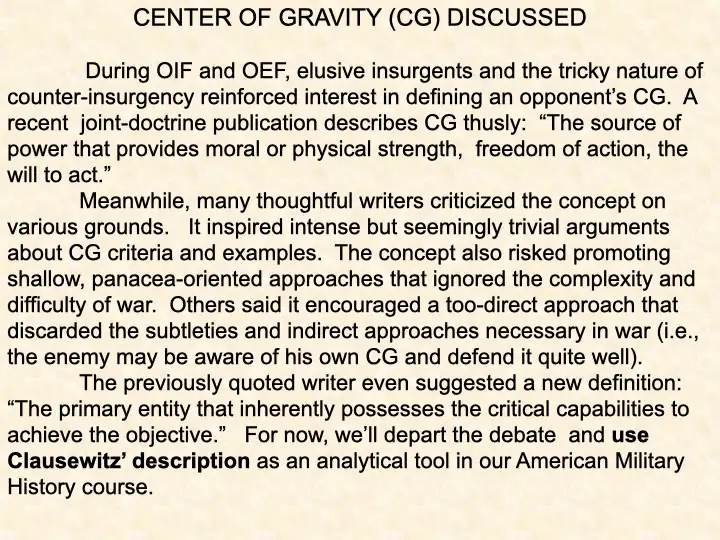 CENTER OF GRAVITY (CG) DISCUSSED
During OIF and OEF, elusive insurgents and the tricky nature of
counter-insurgency reinforced interest in defining an opponent’s CG.  A
recent  joint-doctrine publication describes CG thusly:  “The source of
power that provides moral or physical strength,  freedom of action, the
will to act.”
Meanwhile, many thoughtful writers criticized the concept on
various grounds.   It inspired intense but seemingly trivial arguments
about CG criteria and examples.  The concept also risked promoting
shallow, panacea-oriented approaches that ignored the complexity and
difficulty of war.  Others said it encouraged a too-direct approach that
discarded the subtleties and indirect approaches necessary in war (i.e.,
the enemy may be aware of his own CG and defend it quite well).
The previously quoted writer even suggested a new definition:
“The primary entity that inherently possesses the critical capabilities to
achieve the objective.”   For now, we’ll depart the debate  and use
Clausewitz’ description as an analytical tool in our American Military
History course.